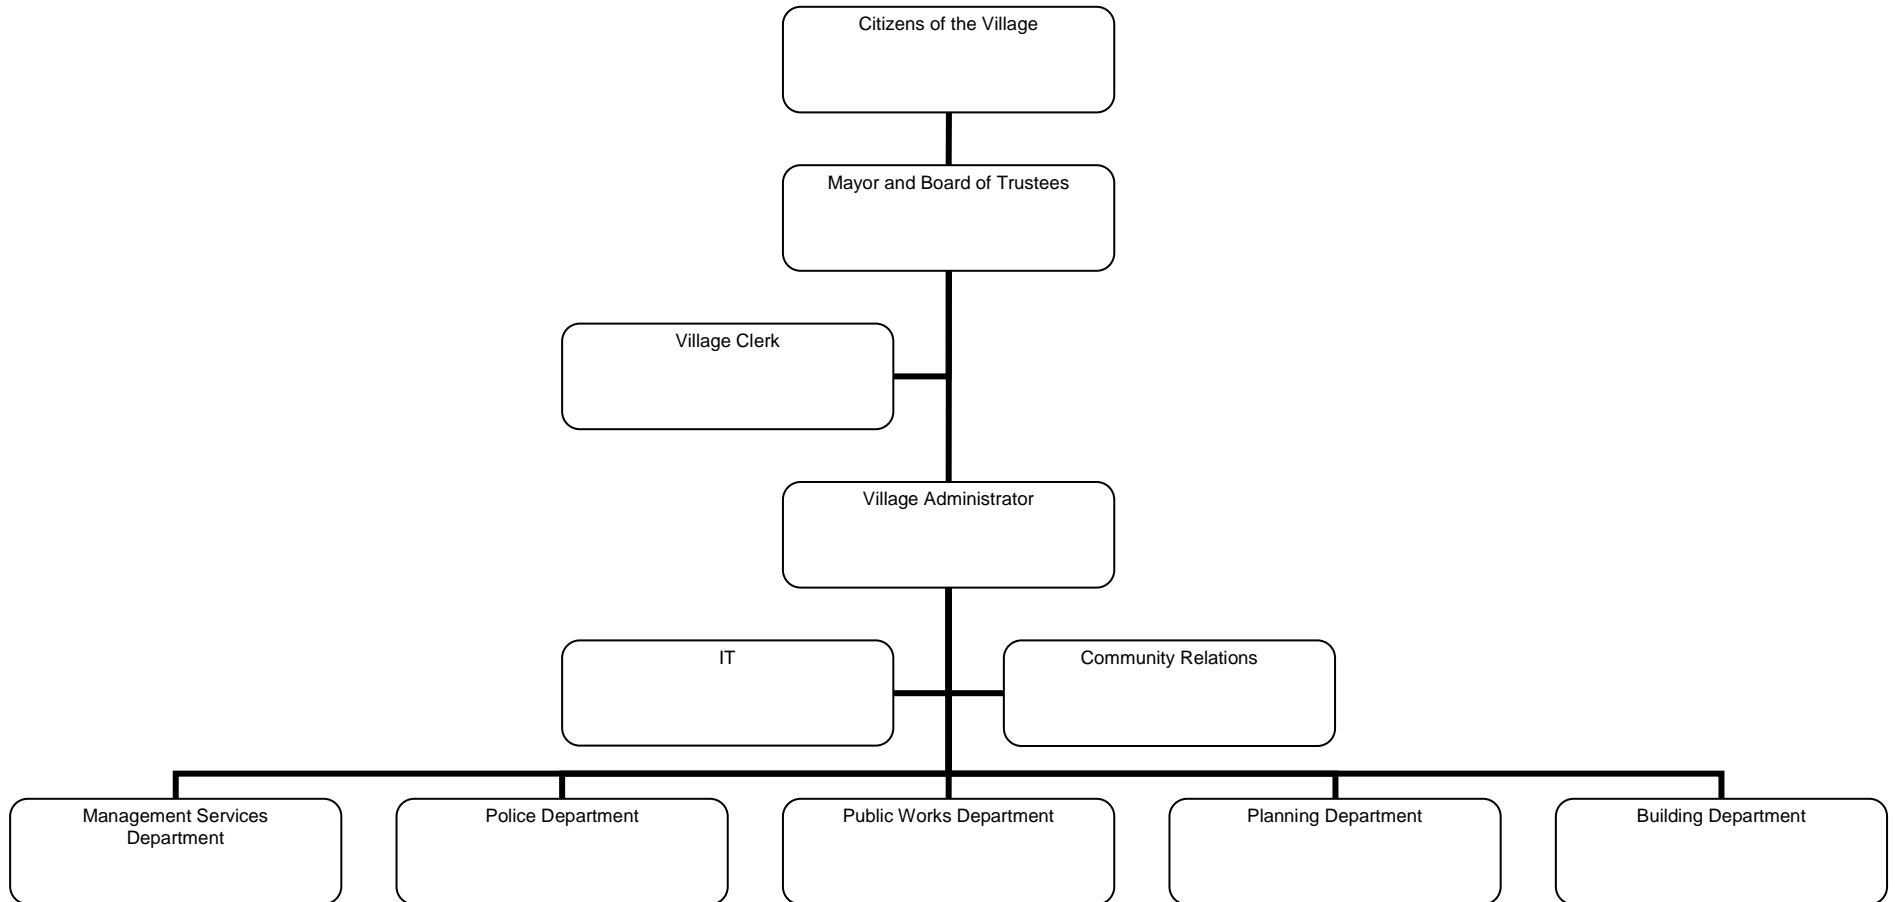 Citizens of the Village
Mayor and Board of Trustees
Village Clerk
Village Administrator
IT
Community Relations
Management Services
Department
Police Department
Public Works Department
Planning Department
Building Department